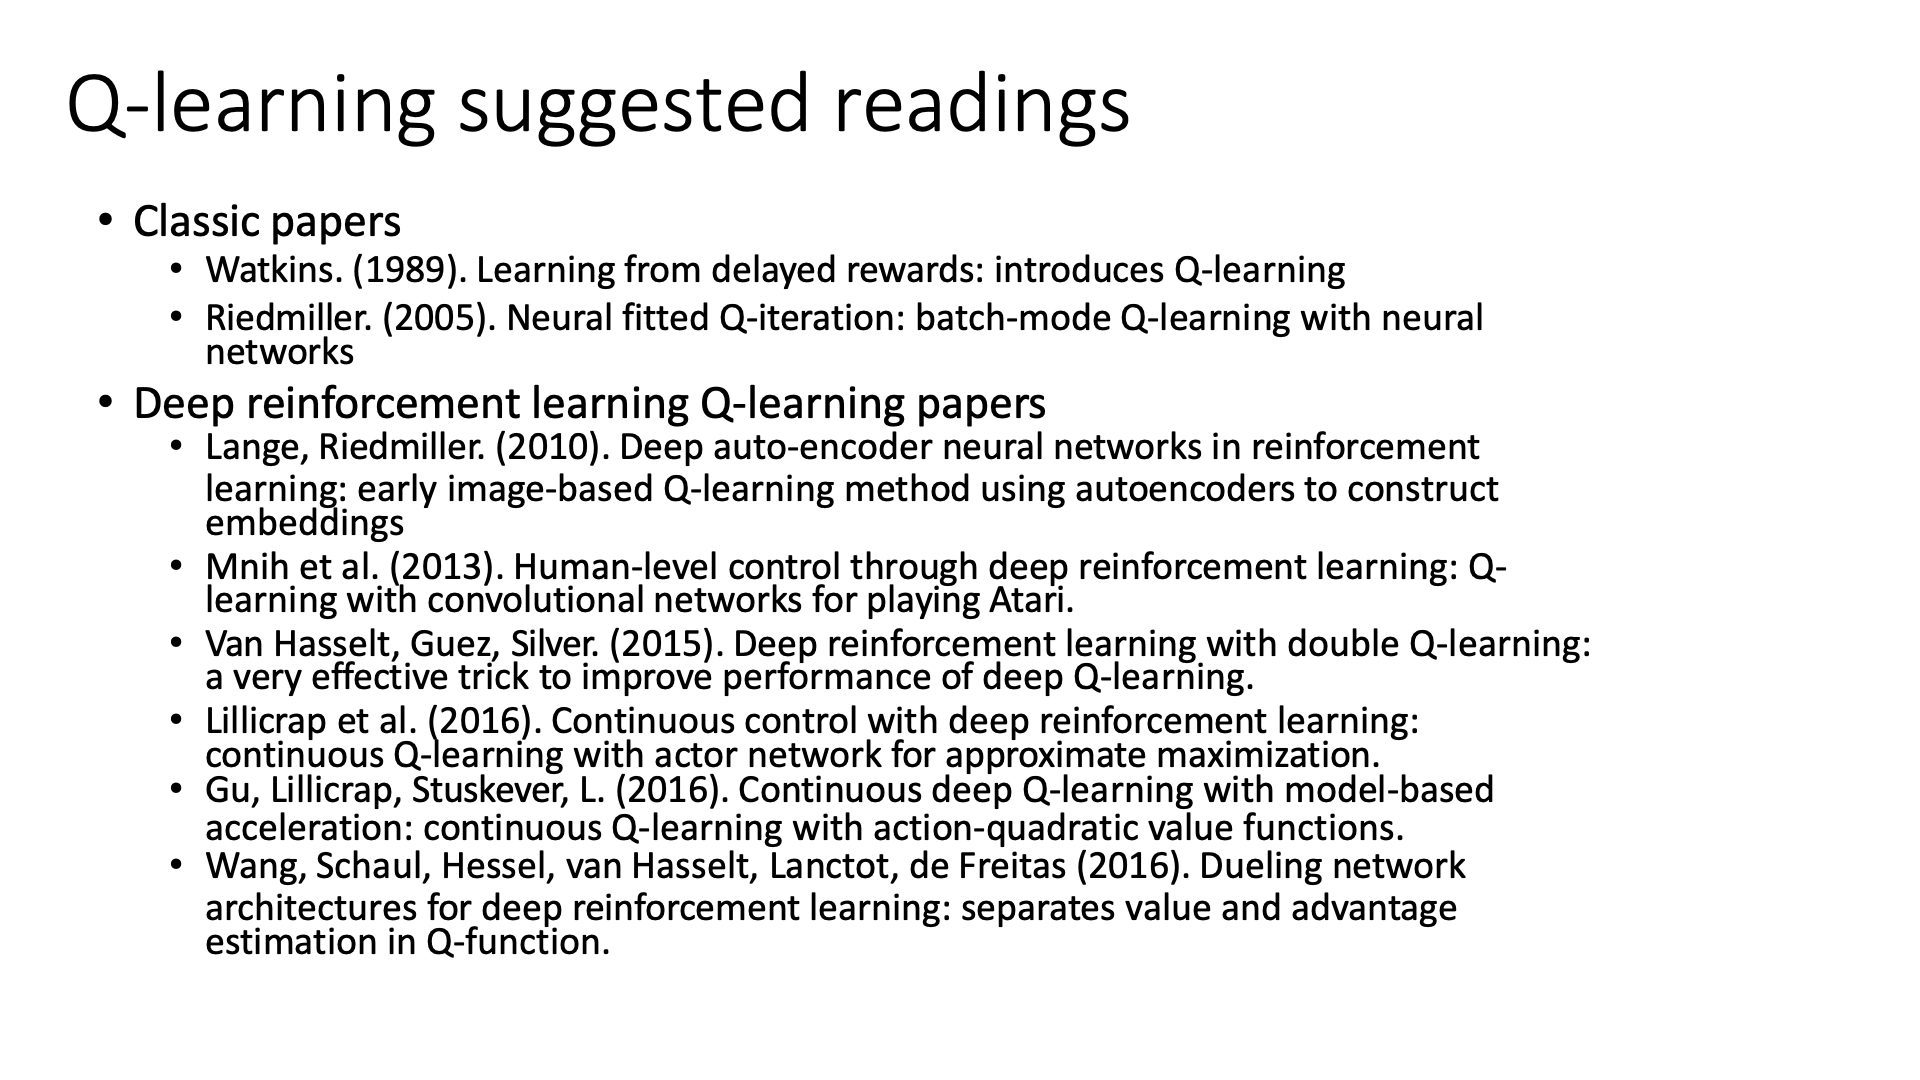 Q-learning suggested readings
• Classic papers
• Watkins. (1989). Learning from delayed rewards: introduces Q-learning
• Riedmiller. (2005). Neural fitted Q-iteration: batch-mode Q-learning with neural
networks
• Deep reinforcement learning Q-learning papers
• Lange, Riedmiller. (2010). Deep auto-encoder neural networks in reinforcement
learning: early image-based Q-learning method using autoencoders to construct
embeddings
• Mnih et al. (2013). Human-level control through deep reinforcement learning: Q-
learning with convolutional networks for playing Atari.
• Van Hasselt, Guez, Silver. (2015). Deep reinforcement learning with double Q-learning:
a very effective trick to improve performance of deep Q-learning.
• Lillicrap et al. (2016). Continuous control with deep reinforcement learning:
continuous Q-learning with actor network for approximate maximization.
• Gu, Lillicrap, Stuskever, L. (2016). Continuous deep Q-learning with model-based
acceleration: continuous Q-learning with action-quadratic value functions.
• Wang, Schaul, Hessel, van Hasselt, Lanctot, de Freitas (2016). Dueling network
architectures for deep reinforcement learning: separates value and advantage
estimation in Q-function.